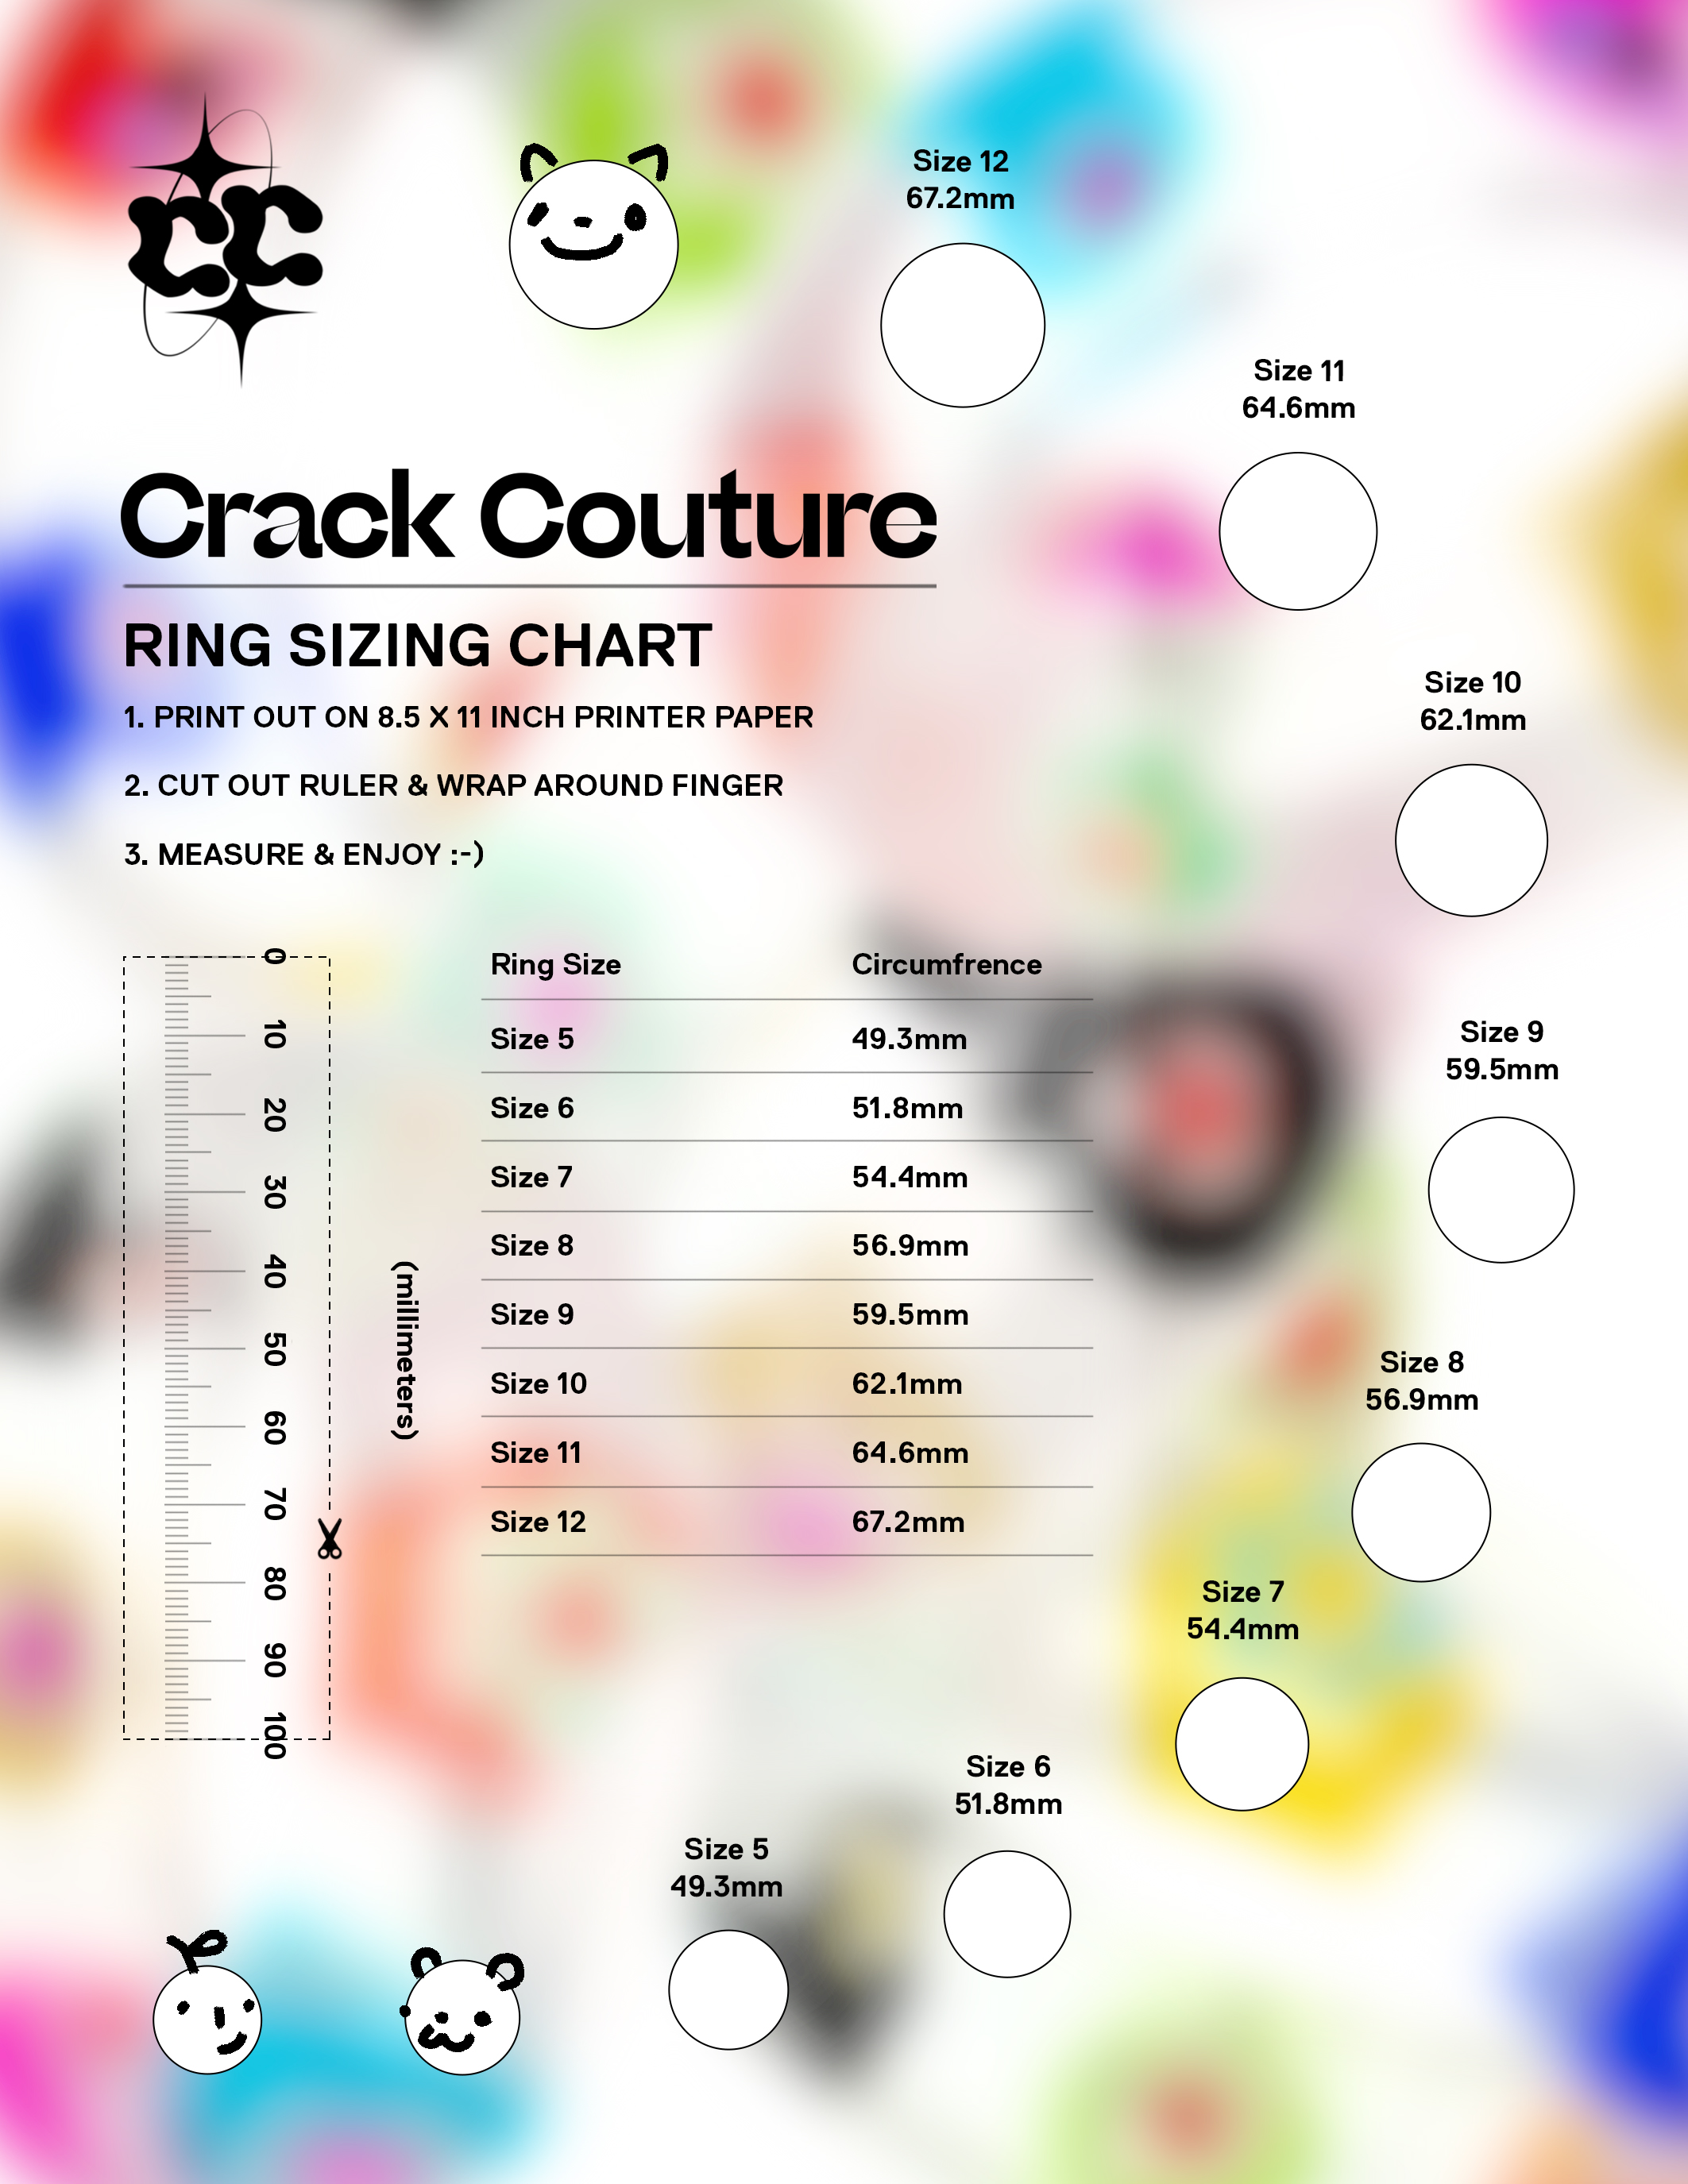 cc
Crack Couture
RING SIZING CHART
1. PRINT OUT ON 8.5 X 11 INCH PRINTER PAPER
2. CUT OUT RULER & WRAP AROUND FINGER
3. MEASURE & ENJOY :-)
0
10
20
30
40
50
60
70
80
90
100
(millimeters)
Ring Size Circumfrence
Size 5 49.3mm
Size 6 51.8mm
Size 7 54.4mm
Size 8 56.9mm
Size 9 59.5mm
Size 10 62.1mm
Size 11 64.6mm
Size 12 67.2mm
Size 12
67.2mm
Size 11
64.6mm
Size 10
62.1mm
Size 9
59.5mm
Size 8
56.9mm
Size 7
54.4mm
Size 6
51.8mm
Size 5
49.3mm